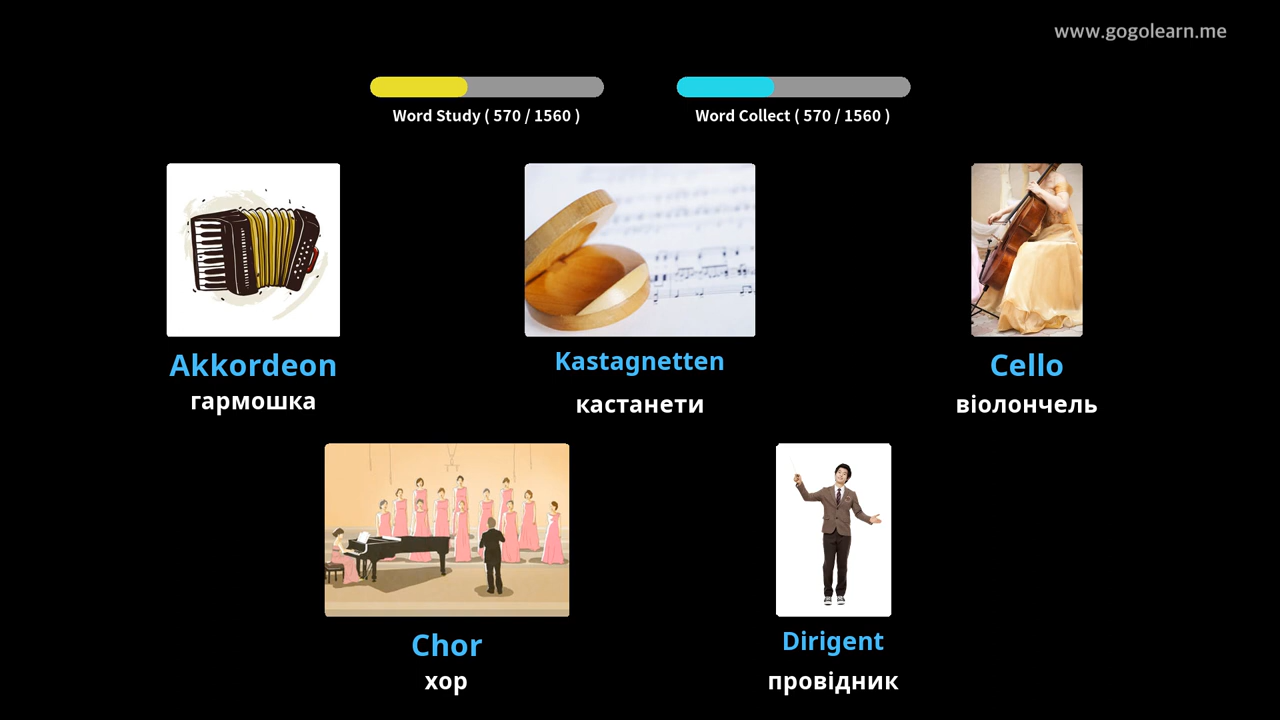 www.gogolearn.me
Word Study ( 570 / 1560 )
Word Collect ( 570 / 1560 )
Akkordeon
гармошка
Kastagnetten
кастанети
Cello
віолончель
Chor
хор
Dirigent
провідник